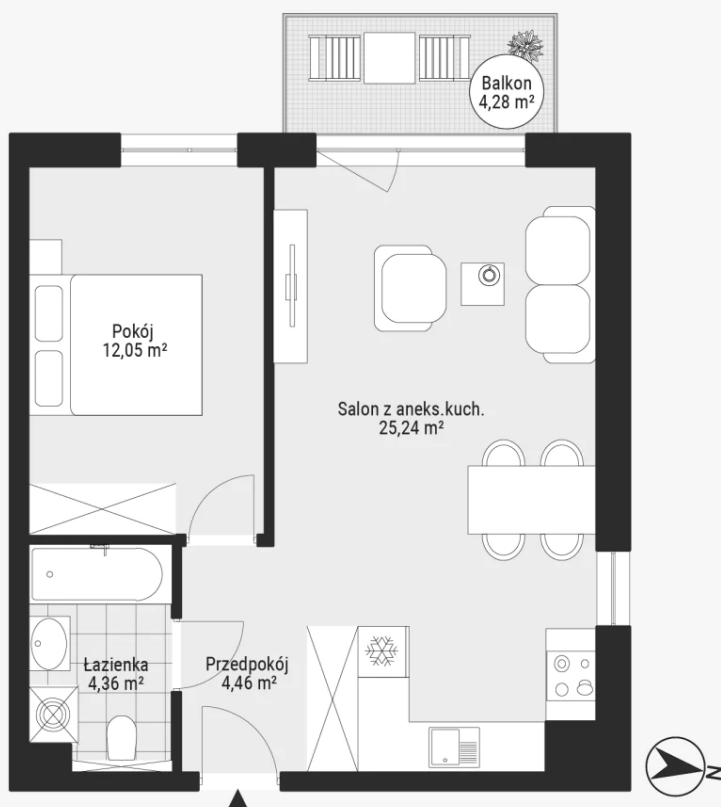 Balkon
4,28 m²
Pokój
12,05 m²
Salon z aneks.kuch.
25,24 m²
Łazienka
4,36 m²
Przedpokój
4,46 m²
N